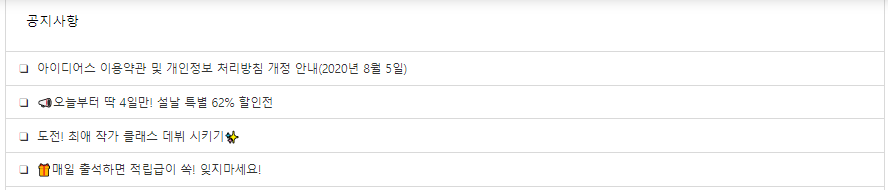 공지사항
❏ 아이디어스 이용약관 및 개인정보 처리방침 개정 안내(2020년 8월 5일)
❏ 📢오늘부터 딱 4일만! 설날 특별 62% 할인전
❏ 도전! 최애 작가 클래스 데뷔 시키기✨
❏ 🎁매일 출석하면 적립급이 쏙! 잊지마세요!